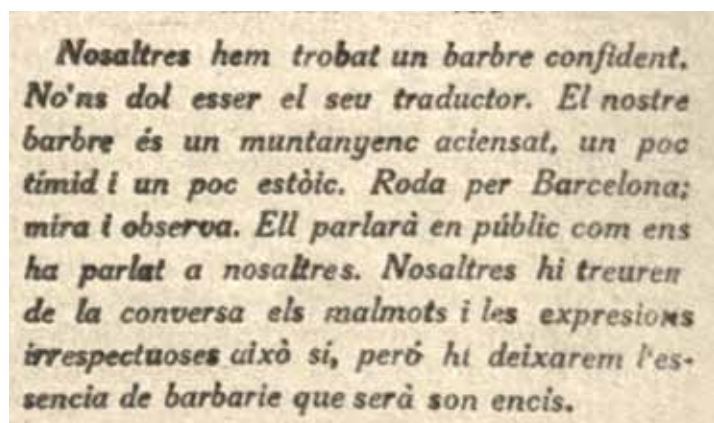 Nosaltres hem trobat un barbre confident.
No'ns dol esser el seu traductor. El nostre
barbre és un muntanyenc aciensat, un poc
tímid i un poc estòic. Roda per Barcelona;
mira i observa. Ell parlarà en públic com ens
ha parlat a nosaltres. Nosaltres hi treurem
de la conversa els malmots i les expresions
irrespectuoses això sí, peró hi deixarem l'es-
sencia de barbarie que serà son encis.